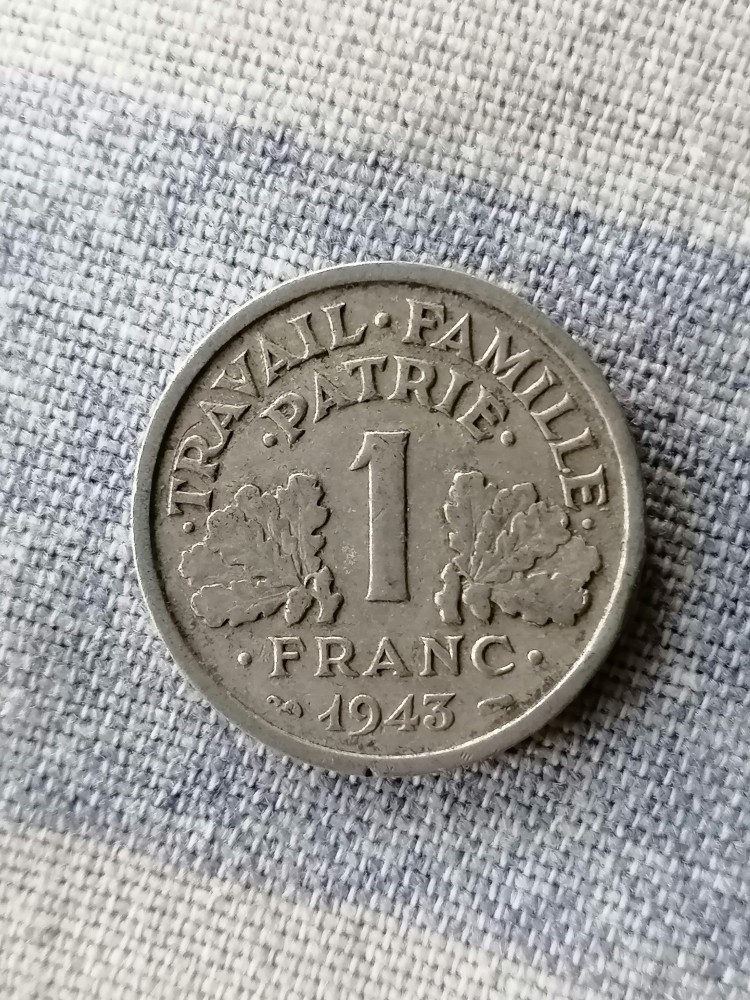 ·TRAVAIL·FAMILLE·
·PATRIE·
1
·FRANC·
1943